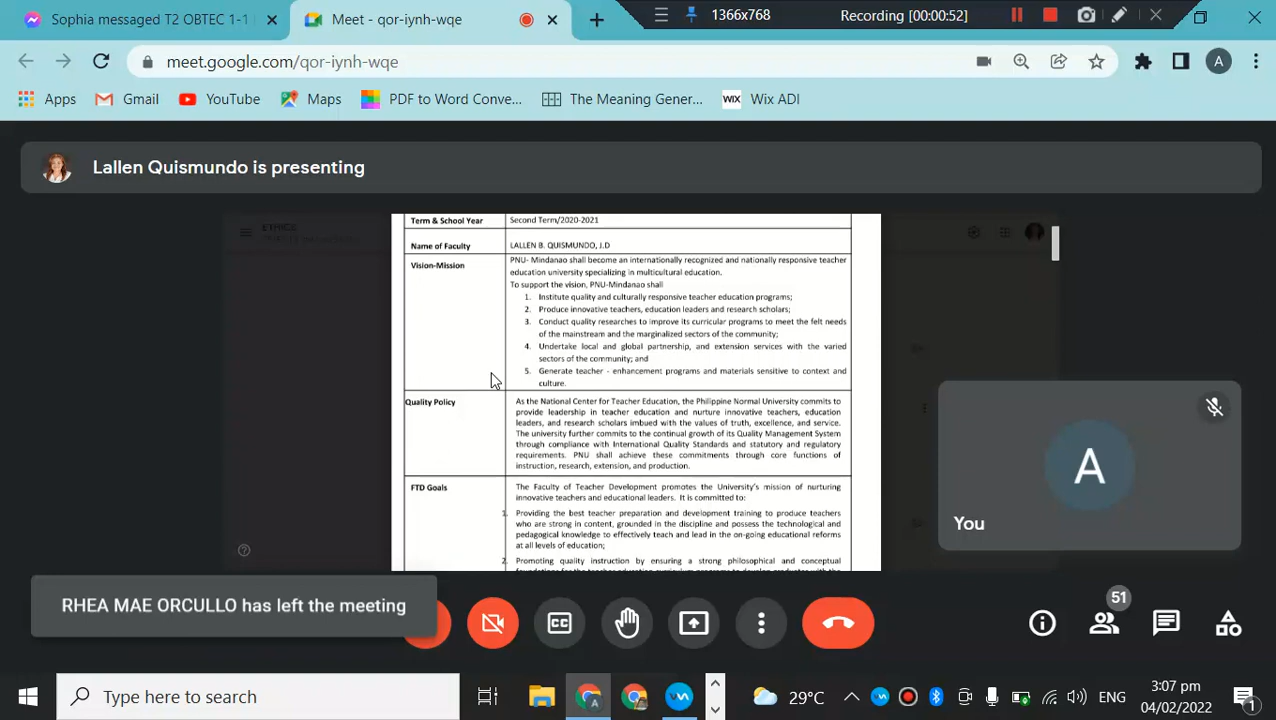 Sophia messaged T2 OBTEC 1-1
Meet - qor-iynh-wqe
1366x768
Recording [00:00:52]
meet.google.com/qor-iynh-wqe
A
Apps
Gmail
YouTube
Maps
PDF to Word Conve...
The Meaning Gener...
WIX
Wix ADI
Lallen Quismundo is presenting
ETHICS
Term & School Year
Second Term/2020-2021
Name of Faculty
LALLEN B. QUISMUNDO, J.D
Vision-Mission
PNU- Mindanao shall become an internationally recognized and nationally responsive teacher
education university specializing in multicultural education.
To support the vision, PNU-Mindanao shall
1. Institute quality and culturally responsive teacher education programs;
2. Produce innovative teachers, education leaders and research scholars;
3. Conduct quality researches to improve its curricular programs to meet the felt needs
of the mainstream and the marginalized sectors of the community;
4. Undertake local and global partnership, and extension services with the varied
sectors of the community; and
5. Generate teacher - enhancement programs and materials sensitive to context and
culture.
Quality Policy
As the National Center for Teacher Education, the Philippine Normal University commits to
provide leadership in teacher education and nurture innovative teachers, education
leaders, and research scholars imbued with the values of truth, excellence, and service.
The university further commits to the continual growth of its Quality Management System
through compliance with International Quality Standards and statutory and regulatory
requirements. PNU shall achieve these commitments through core functions of
instruction, research, extension, and production.
FTD Goals
The Faculty of Teacher Development promotes the University's mission of nurturing
innovative teachers and educational leaders. It is committed to:
1. Providing the best teacher preparation and development training to produce teachers
who are strong in content, grounded in the discipline and possess the technological and
pedagogical knowledge to effectively teach and lead in the on-going educational reforms
at all levels of education;
2. Promoting quality instruction by ensuring a strong philosophical and conceptual
A
You
RHEA MAE ORCULLO has left the meeting
CC
51
Type here to search
29°C
ENG
3:07 pm
04/02/2022
1